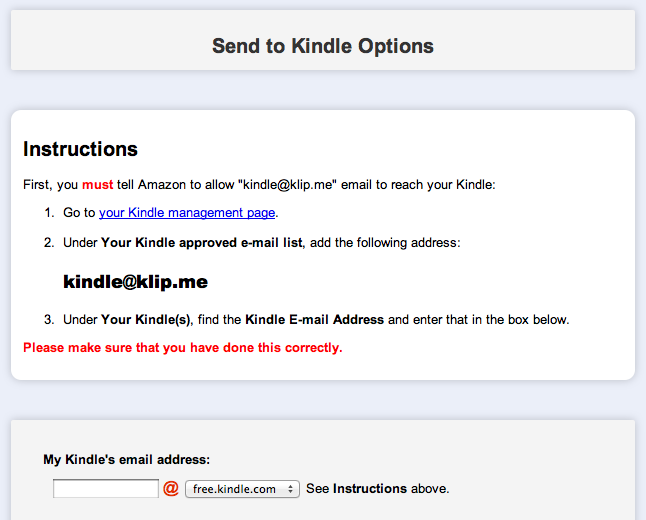 Send to Kindle Options
Instructions
First, you must tell Amazon to allow "kindle@klip.me" email to reach your Kindle:
1. Go to your Kindle management page.
2. Under Your Kindle approved e-mail list, add the following address:
kindle@klip.me
3. Under Your Kindle(s), find the Kindle E-mail Address and enter that in the box below.
Please make sure that you have done this correctly.
My Kindle's email address:
@ free.kindle.com See Instructions above.